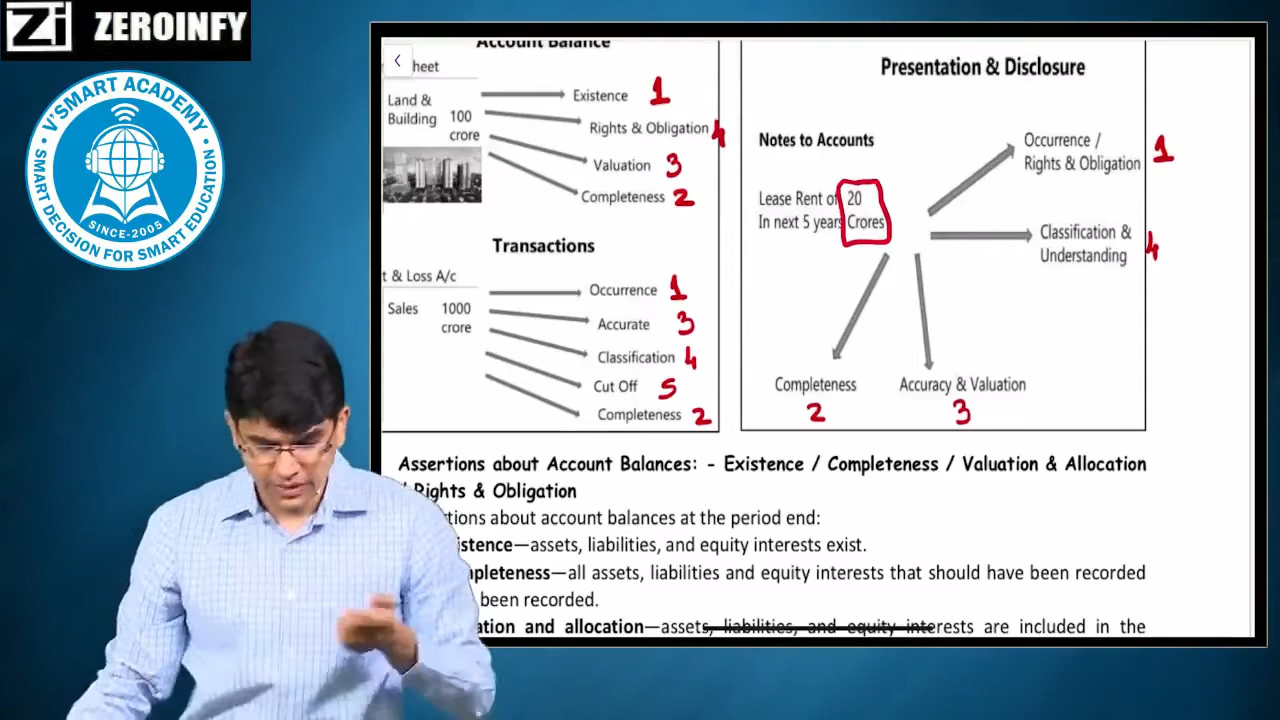 Zi ZEROINFY
V'SMART ACADEMY
SINCE-2005
SMART DECISION FOR SMART EDUCATION
Account Balance
Land &
Building
100
crore
Existence 1
Rights & Obligation 4
Valuation 3
Completeness 2
Transactions
& Loss A/c
Sales 1000
crore
Occurrence 1
Accurate 3
Classification 4
Cut Off 5
Completeness 2
Presentation & Disclosure
Notes to Accounts
Lease Rent of 20
In next 5 years Crores
Occurrence /
Rights & Obligation 1
Classification &
Understanding 4
Completeness
2
Accuracy & Valuation
3
Assertions about Account Balances: - Existence / Completeness / Valuation & Allocation
Rights & Obligation
about account balances at the period end:
—assets, liabilities, and equity interests exist.
—all assets, liabilities and equity interests that should have been recorded
been recorded.
and allocation—assets, liabilities, and equity interests are included in the